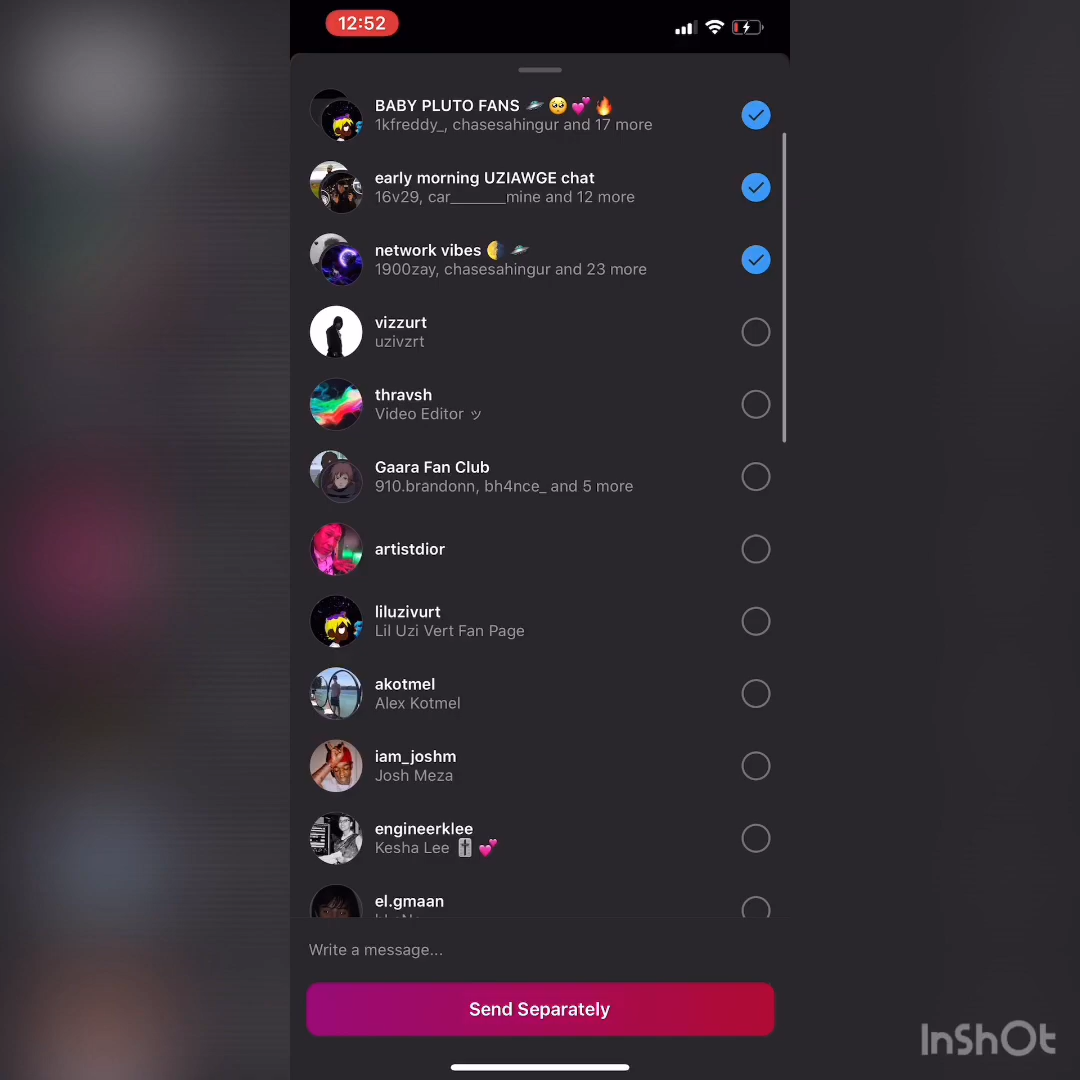 12:52
BABY PLUTO FANS 🪐 🥺 💕 🔥
1kfreddy_, chasesahingur and 17 more
early morning UZIAWGE chat
16v29, car________mine and 12 more
network vibes 🌗 🪐
1900zay, chasesahingur and 23 more
vizzurt
uzivzrt
thravsh
Video Editor ッ
Gaara Fan Club
910.brandonn, bh4nce_ and 5 more
artistdior
liluzivurt
Lil Uzi Vert Fan Page
akotmel
Alex Kotmel
iam_joshm
Josh Meza
engineerklee
Kesha Lee ✝️ 💕
el.gmaan
Write a message...
Send Separately
InShOt